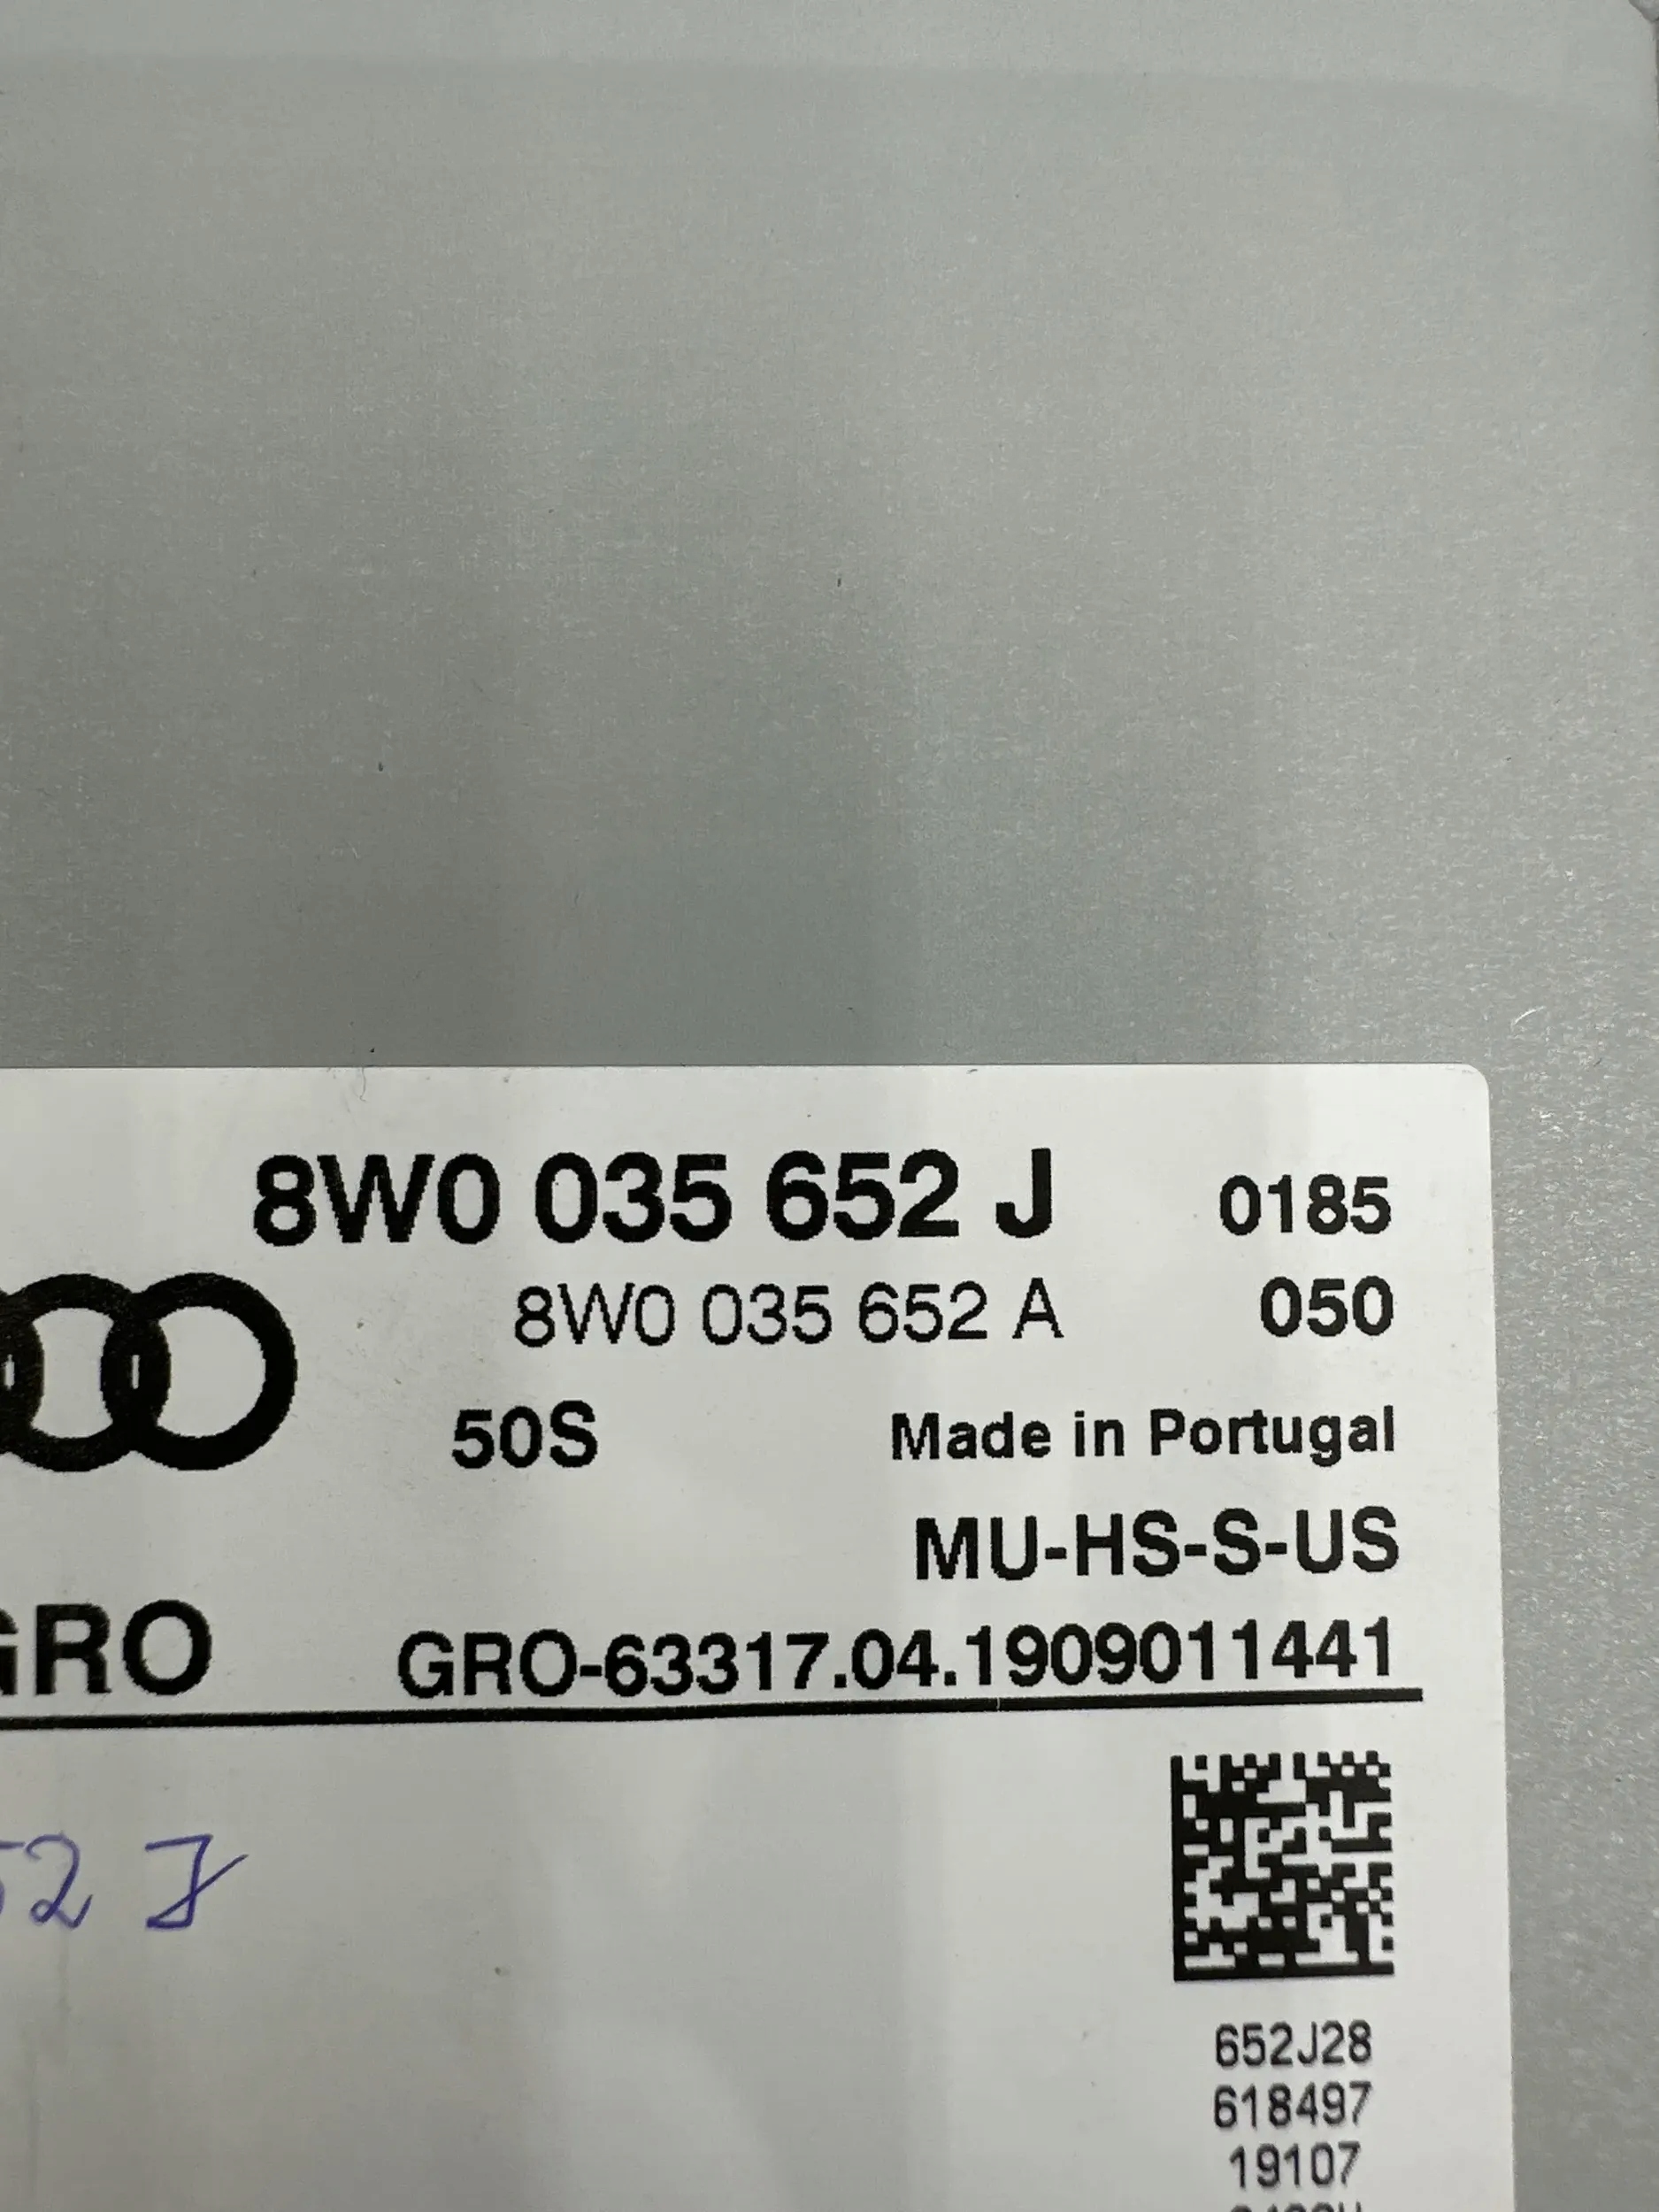 8W0 035 652 J 0185
8W0 035 652 A 050
50S Made in Portugal
MU-HS-S-US
GRO GRO-63317.04.1909011441
52 J
652J28
618497
19107